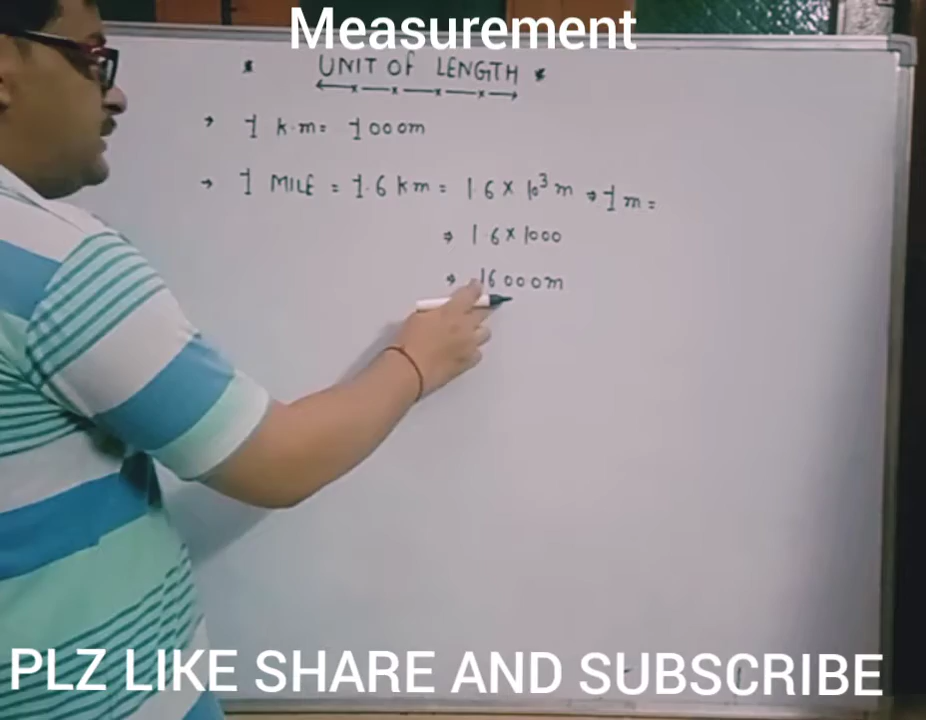 Measurement
* UNIT OF LENGTH *
→ 1 k.m = 1000m
→ 1 MILE = 1.6 km = 1.6 × 10³ m → 1 m =
→ 1.6 × 1000
→ 16000m
PLZ LIKE SHARE AND SUBSCRIBE